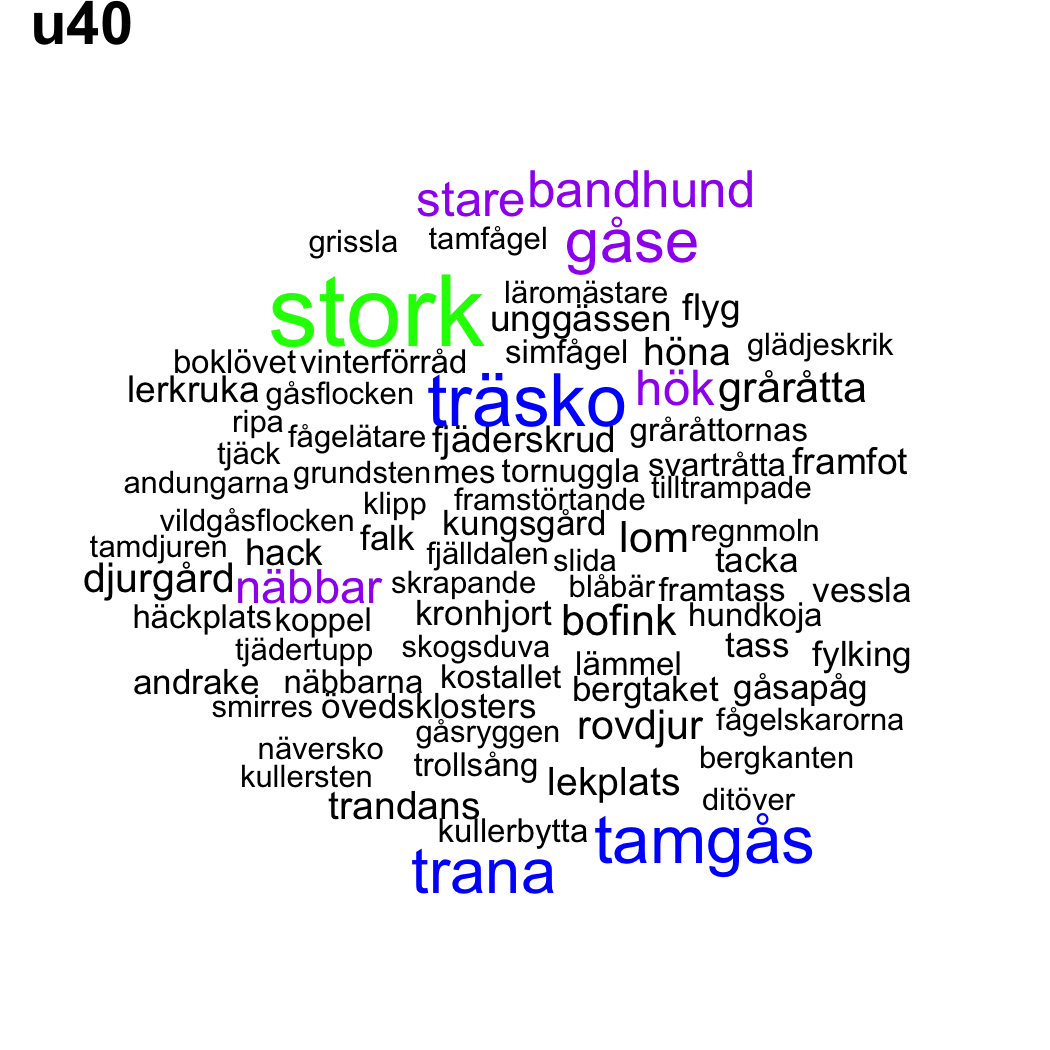 u40
stare bandhund
grissla tamfågel gåse
stork läromästare
unggässen flyg
boklövet vinterförråd simfågel höna glädjeskrik
lerkruka gåsflocken träsko hök gråråtta
ripa fågelätare fjäderskrud gråråttornas
tjäck grundsten mes tornuggla svartråtta framfot
andungarna klipp framstörtande tilltrampade
vildgåsflocken falk kungsgård lom regnmoln
tamdjuren hack fjälldalen slida tacka
djurgård näbbar skrapande blåbär framtass vessla
häckplats koppel kronhjort bofink hundkoja
tjädertupp skogsduva lämmel tass fylking
andrake näbbarna kostallet bergtaket gåsapåg
smirres övedsklosters gåsryggen rovdjur fågelskarorna
näversko trollsång bergkanten
kullersten lekplats
trandans ditöver
kullerbytta tamgås
trana